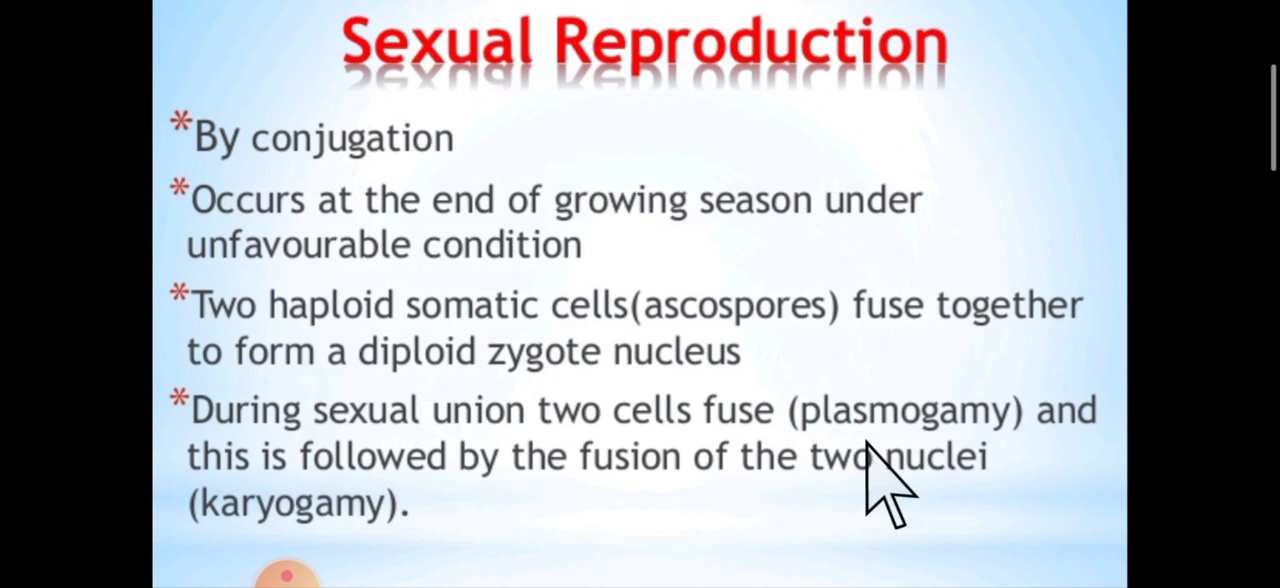 Sexual Reproduction
*By conjugation
*Occurs at the end of growing season under
unfavourable condition
*Two haploid somatic cells(ascospores) fuse together
to form a diploid zygote nucleus
*During sexual union two cells fuse (plasmogamy) and
this is followed by the fusion of the two nuclei
(karyogamy).